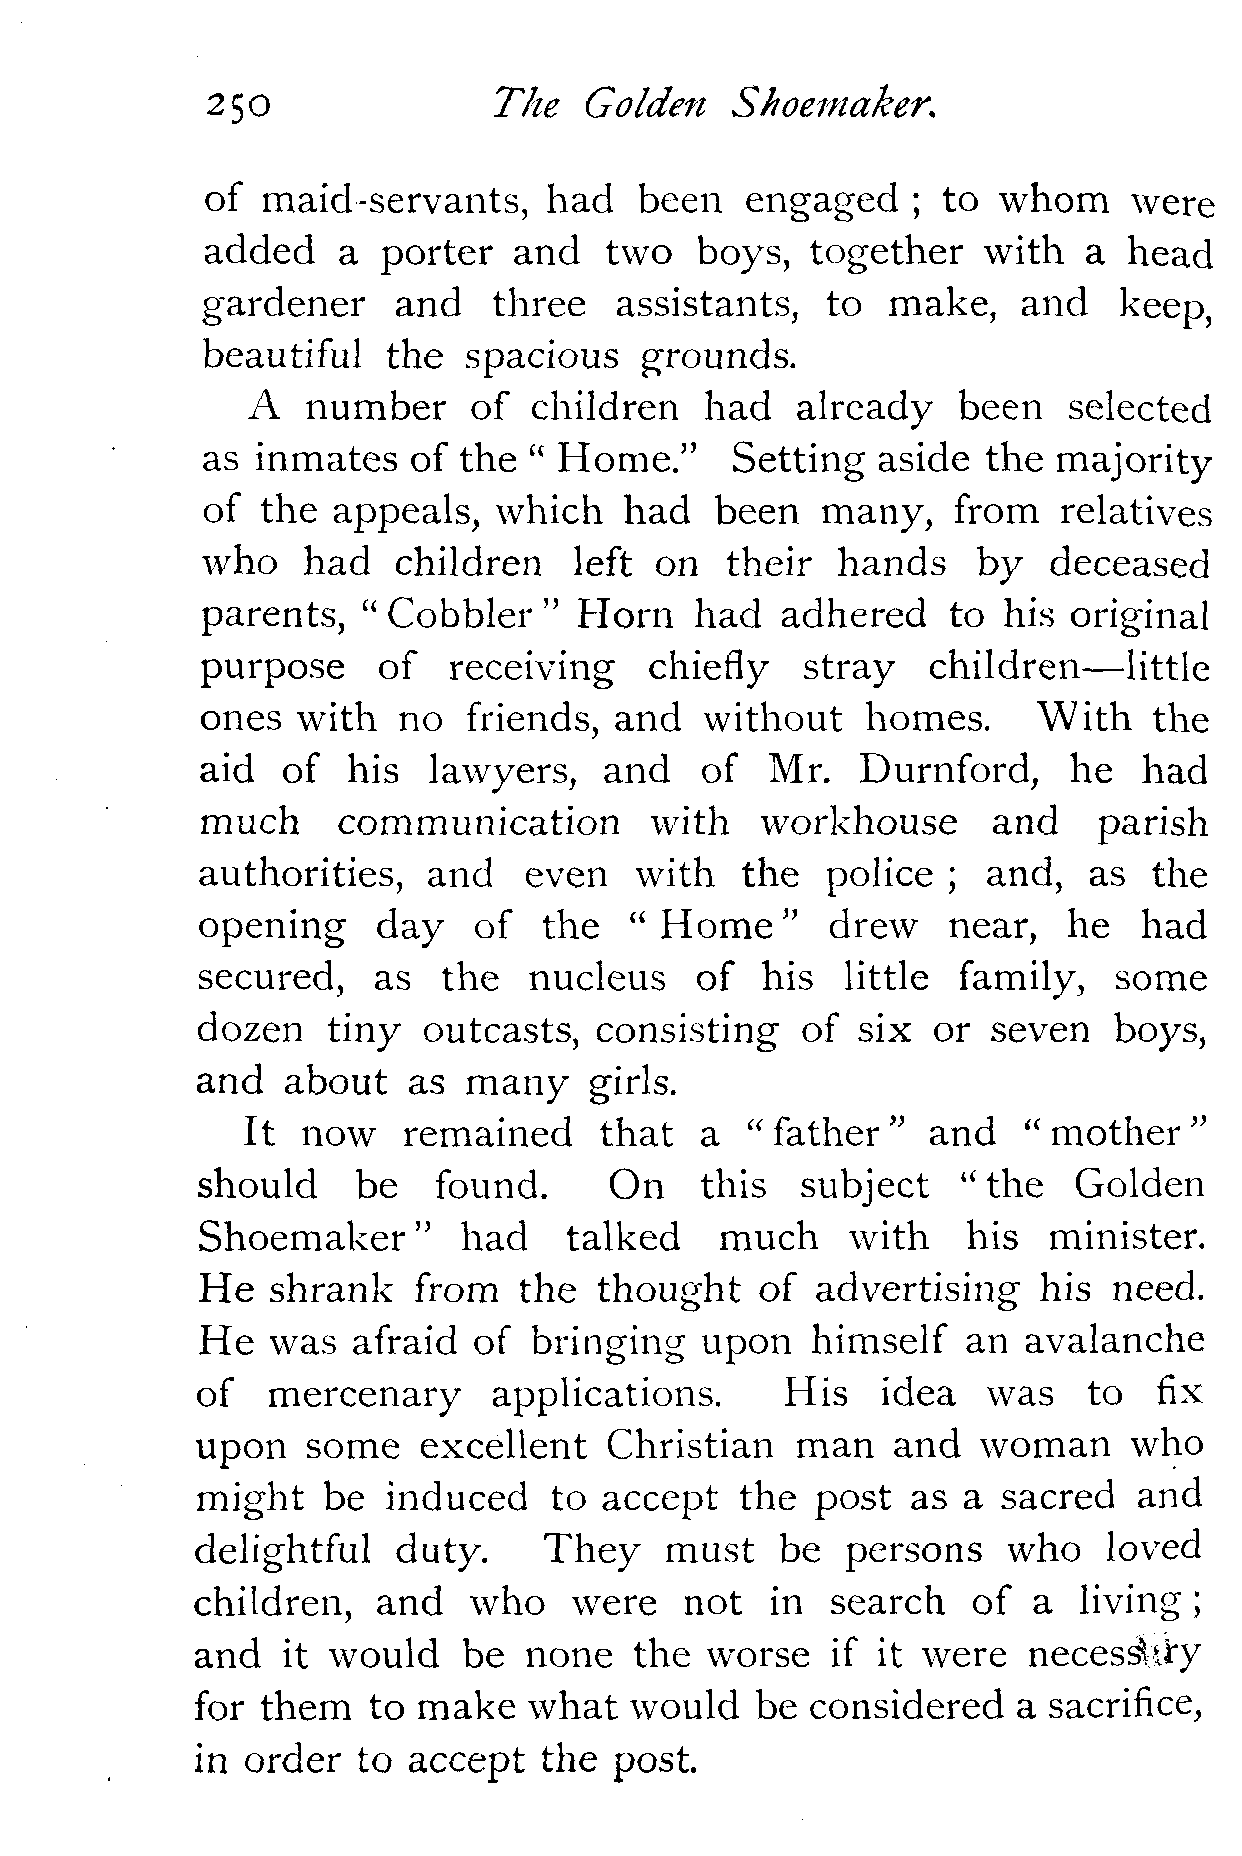 250 The Golden Shoemaker.
of maid-servants, had been engaged ; to whom were
added a porter and two boys, together with a head
gardener and three assistants, to make, and keep,
beautiful the spacious grounds.
A number of children had already been selected
as inmates of the “ Home.” Setting aside the majority
of the appeals, which had been many, from relatives
who had children left on their hands by deceased
parents, “ Cobbler ” Horn had adhered to his original
purpose of receiving chiefly stray children—little
ones with no friends, and without homes. With the
aid of his lawyers, and of Mr. Durnford, he had
much communication with workhouse and parish
authorities, and even with the police ; and, as the
opening day of the “ Home ” drew near, he had
secured, as the nucleus of his little family, some
dozen tiny outcasts, consisting of six or seven boys,
and about as many girls.
It now remained that a “ father ” and “ mother ”
should be found. On this subject “ the Golden
Shoemaker ” had talked much with his minister.
He shrank from the thought of advertising his need.
He was afraid of bringing upon himself an avalanche
of mercenary applications. His idea was to fix
upon some excellent Christian man and woman who
might be induced to accept the post as a sacred and
delightful duty. They must be persons who loved
children, and who were not in search of a living ;
and it would be none the worse if it were necessary
for them to make what would be considered a sacrifice,
in order to accept the post.